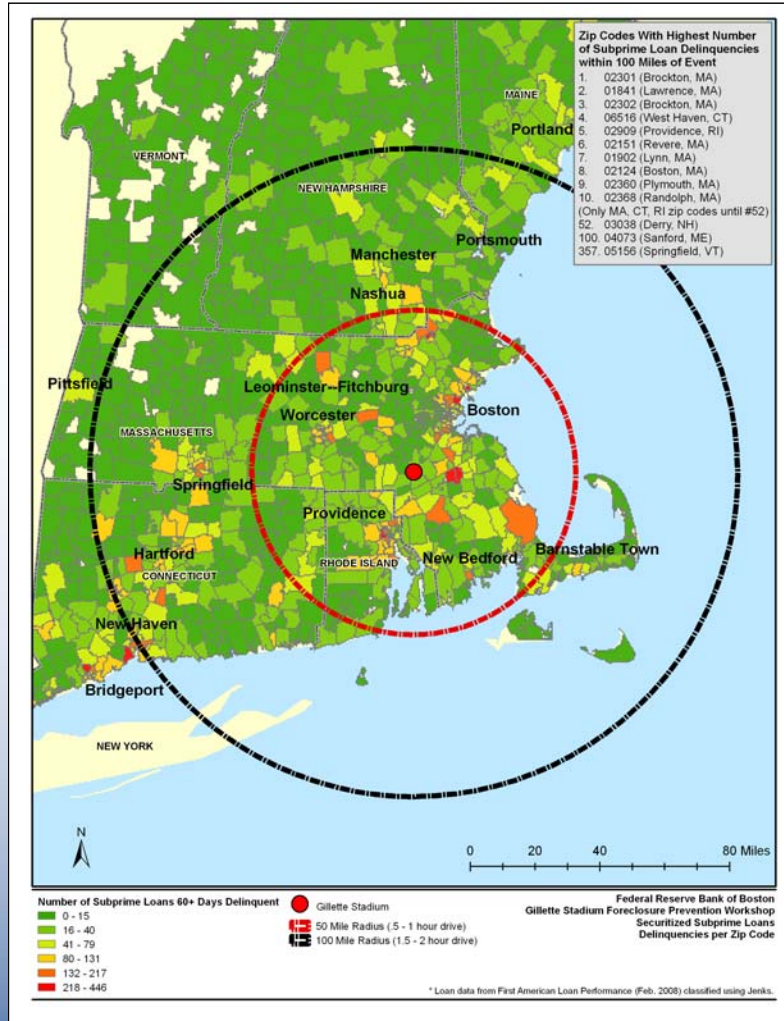 Zip Codes With Highest Number
of Subprime Loan Delinquencies
within 100 Miles of Event
1. 02301 (Brockton, MA)
2. 01841 (Lawrence, MA)
3. 02302 (Brockton, MA)
4. 06516 (West Haven, CT)
5. 02909 (Providence, RI)
6. 02151 (Revere, MA)
7. 01902 (Lynn, MA)
8. 02124 (Boston, MA)
9. 02360 (Plymouth, MA)
10. 02368 (Randolph, MA)
(Only MA, CT, RI zip codes until #52)
52. 03038 (Derry, NH)
100. 04073 (Sanford, ME)
357. 05156 (Springfield, VT)
MAINE
Portland
VERMONT
NEW HAMPSHIRE
Portsmouth
Manchester
Nashua
Pittsfield
Leominster--Fitchburg
Boston
Worcester
MASSACHUSETTS
Springfield
Providence
Hartford
New Bedford
Barnstable Town
RHODE ISLAND
CONNECTICUT
New Haven
Bridgeport
NEW YORK
N
0 20 40 80 Miles
Number of Subprime Loans 60+ Days Delinquent
0 - 15
16 - 40
41 - 79
80 - 131
132 - 217
218 - 446
Gillette Stadium
50 Mile Radius (.5 - 1 hour drive)
100 Mile Radius (1.5 - 2 hour drive)
Federal Reserve Bank of Boston
Gillette Stadium Foreclosure Prevention Workshop
Securitized Subprime Loans
Delinquencies per Zip Code
* Loan data from First American Loan Performance (Feb. 2008) classified using Jenks.